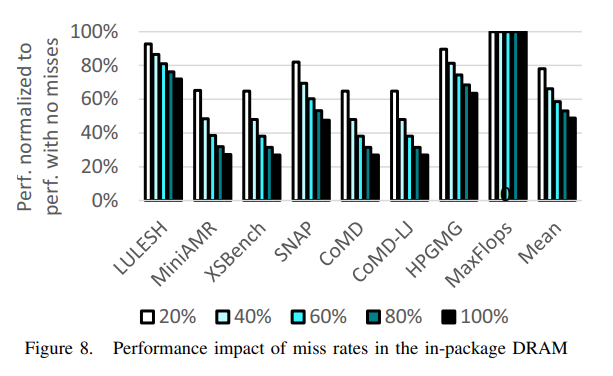 Perf. normalized to
perf. with no misses
100%
80%
60%
40%
20%
0%
0
LULESH
MiniAMR
XSBench
SNAP
CoMD
CoMD-LJ
HPGMG
MaxFlops
Mean
20% 40% 60% 80% 100%
Figure 8. Performance impact of miss rates in the in-package DRAM